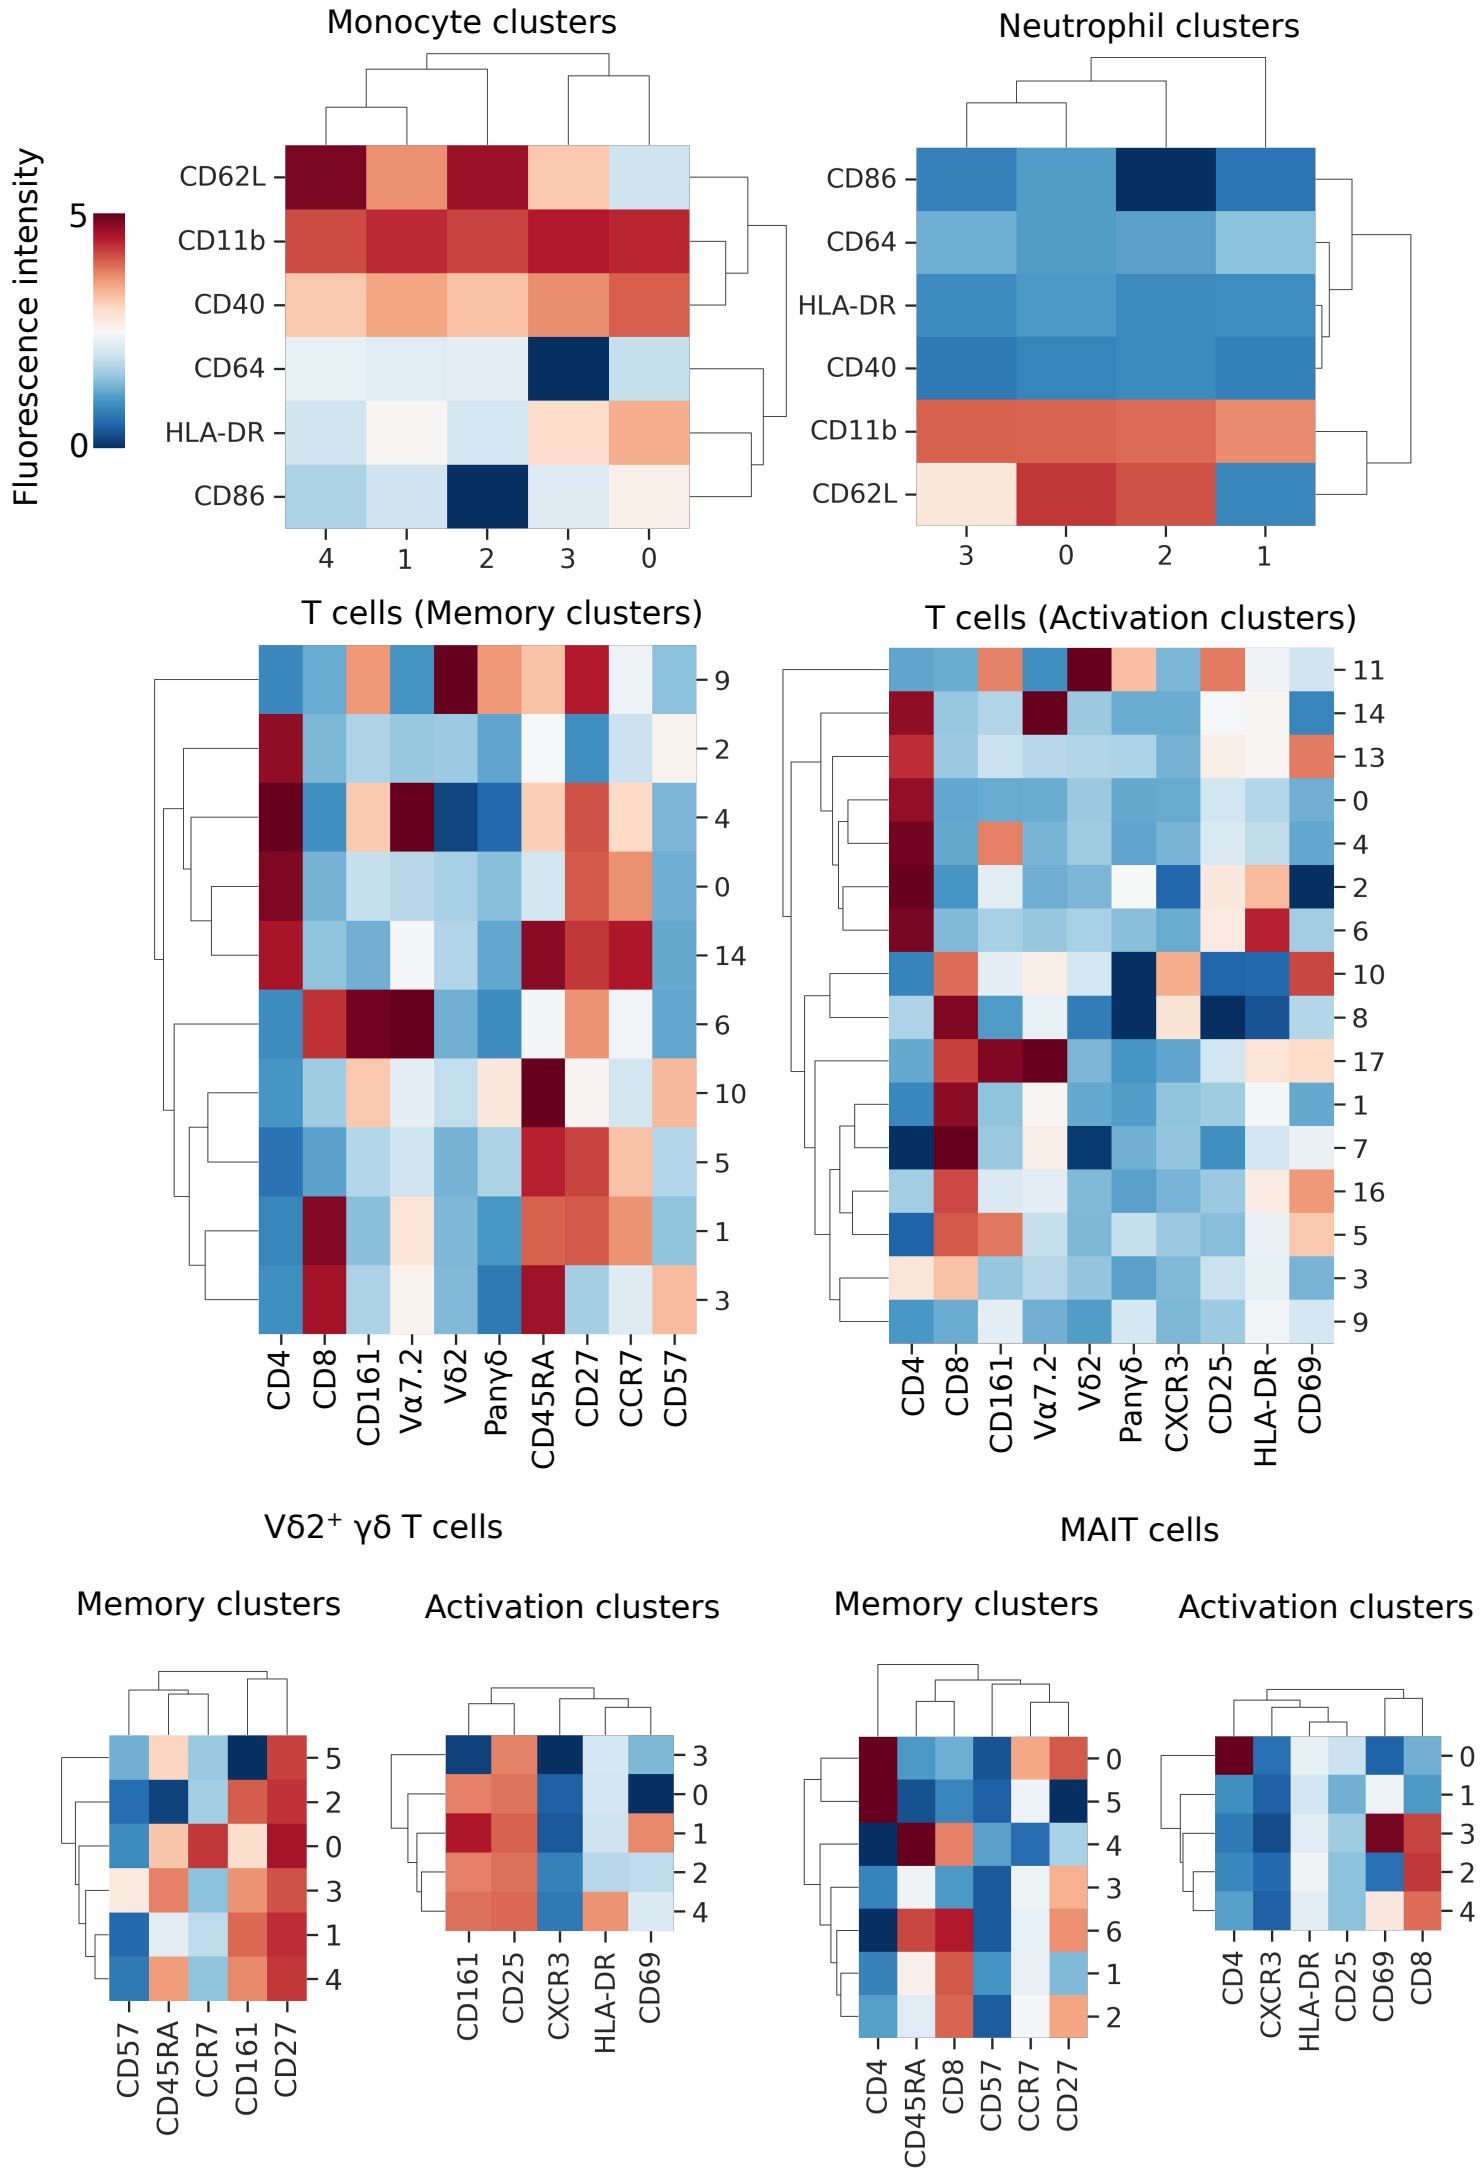 Monocyte clusters
Neutrophil clusters
Fluorescence intensity
5
0
CD62L
CD11b
CD40
CD64
HLA-DR
CD86
4 1 2 3 0
CD86
CD64
HLA-DR
CD40
CD11b
CD62L
3 0 2 1
T cells (Memory clusters)
9
2
4
0
14
6
10
5
1
3
CD4 CD8 CD161 Vα7.2 Vδ2 Panγδ CD45RA CD27 CCR7 CD57
T cells (Activation clusters)
11
14
13
0
4
2
6
10
8
17
1
7
16
5
3
9
CD4 CD8 CD161 Vα7.2 Vδ2 Panγδ CXCR3 CD25 HLA-DR CD69
Vδ2⁺ γδ T cells
Memory clusters
5
2
0
3
1
4
CD57 CD45RA CCR7 CD161 CD27
Activation clusters
3
0
1
2
4
CD161 CD25 CXCR3 HLA-DR CD69
MAIT cells
Memory clusters
0
5
4
3
6
1
2
CD4 CD45RA CD8 CD57 CCR7 CD27
Activation clusters
0
1
3
2
4
CD4 CXCR3 HLA-DR CD25 CD69 CD8